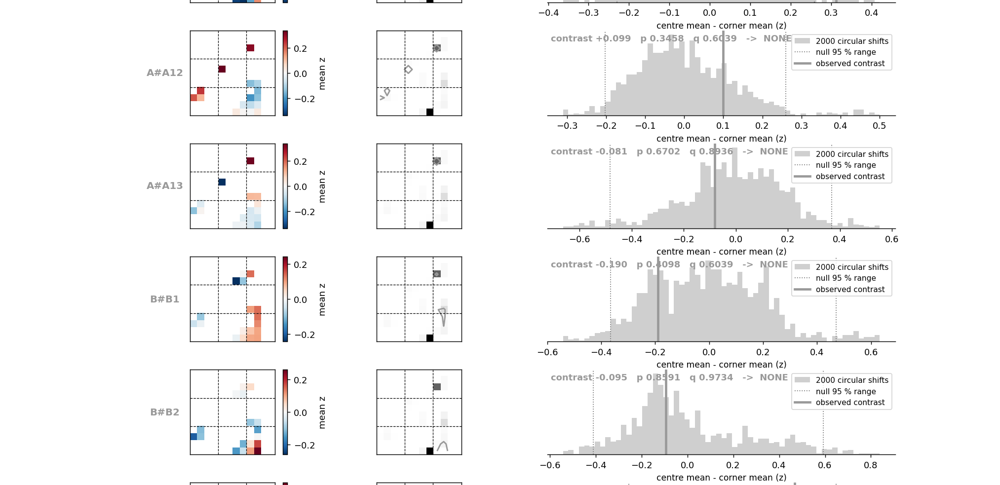 −0.4 −0.3 −0.2 −0.1 0.0 0.1 0.2 0.3 0.4
centre mean - corner mean (z)
A#A12
0.2
0.0
−0.2
mean z
contrast +0.099 p 0.3458 q 0.6039 -> NONE
2000 circular shifts
null 95 % range
observed contrast
−0.3 −0.2 −0.1 0.0 0.1 0.2 0.3 0.4 0.5
centre mean - corner mean (z)
A#A13
0.2
0.0
−0.2
mean z
contrast -0.081 p 0.6702 q 0.8936 -> NONE
2000 circular shifts
null 95 % range
observed contrast
−0.6 −0.4 −0.2 0.0 0.2 0.4 0.6
centre mean - corner mean (z)
B#B1
0.2
0.0
−0.2
mean z
contrast -0.190 p 0.4098 q 0.6039 -> NONE
2000 circular shifts
null 95 % range
observed contrast
−0.6 −0.4 −0.2 0.0 0.2 0.4 0.6
centre mean - corner mean (z)
B#B2
0.2
0.0
−0.2
mean z
contrast -0.095 p 0.8591 q 0.9734 -> NONE
2000 circular shifts
null 95 % range
observed contrast
−0.6 −0.4 −0.2 0.0 0.2 0.4 0.6 0.8
centre mean - corner mean (z)